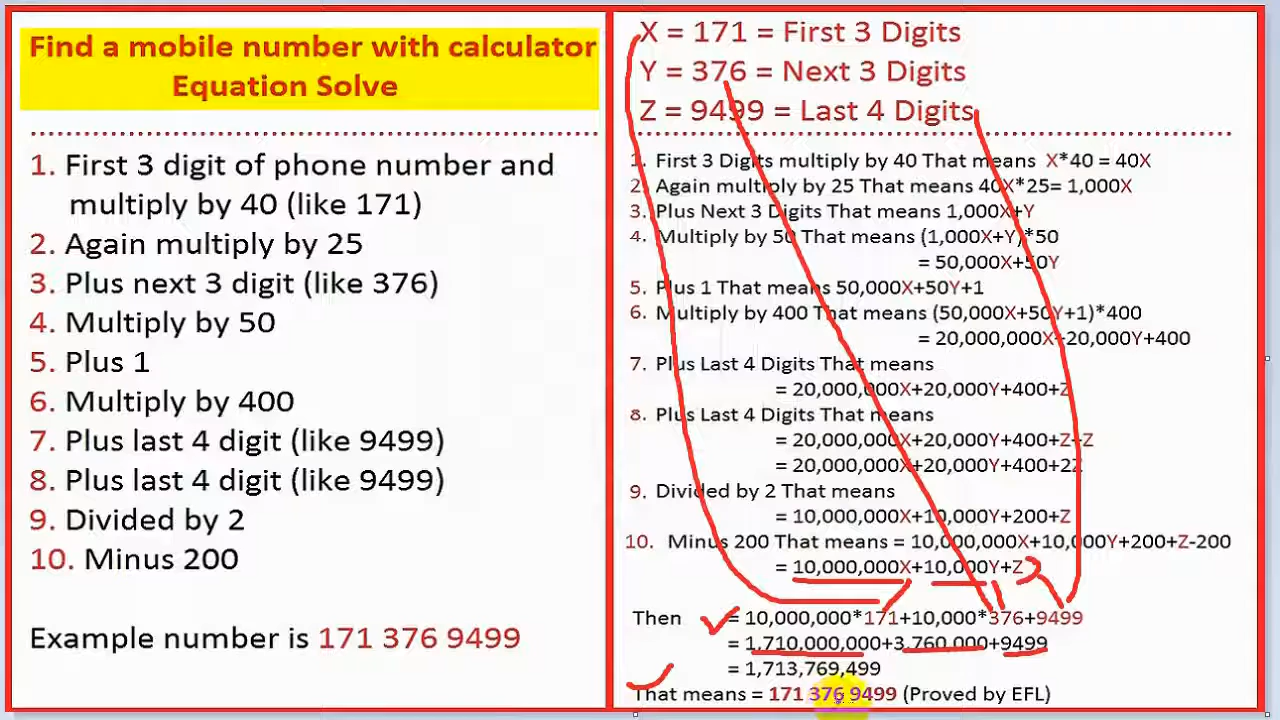 Find a mobile number with calculator
Equation Solve
1. First 3 digit of phone number and
multiply by 40 (like 171)
2. Again multiply by 25
3. Plus next 3 digit (like 376)
4. Multiply by 50
5. Plus 1
6. Multiply by 400
7. Plus last 4 digit (like 9499)
8. Plus last 4 digit (like 9499)
9. Divided by 2
10. Minus 200
Example number is 171 376 9499
X = 171 = First 3 Digits
Y = 376 = Next 3 Digits
Z = 9499 = Last 4 Digits
1. First 3 Digits multiply by 40 That means X*40 = 40X
2. Again multiply by 25 That means 40X*25= 1,000X
3. Plus Next 3 Digits That means 1,000X+Y
4. Multiply by 50 That means (1,000X+Y)*50
= 50,000X+50Y
5. Plus 1 That means 50,000X+50Y+1
6. Multiply by 400 That means (50,000X+50Y+1)*400
= 20,000,000X+20,000Y+400
7. Plus Last 4 Digits That means
= 20,000,000X+20,000Y+400+Z
8. Plus Last 4 Digits That means
= 20,000,000X+20,000Y+400+Z+Z
= 20,000,000X+20,000Y+400+2Z
9. Divided by 2 That means
= 10,000,000X+10,000Y+200+Z
10. Minus 200 That means = 10,000,000X+10,000Y+200+Z-200
= 10,000,000X+10,000Y+Z
Then = 10,000,000*171+10,000*376+9499
= 1,710,000,000+3,760,000+9499
= 1,713,769,499
That means = 171 376 9499 (Proved by EFL)